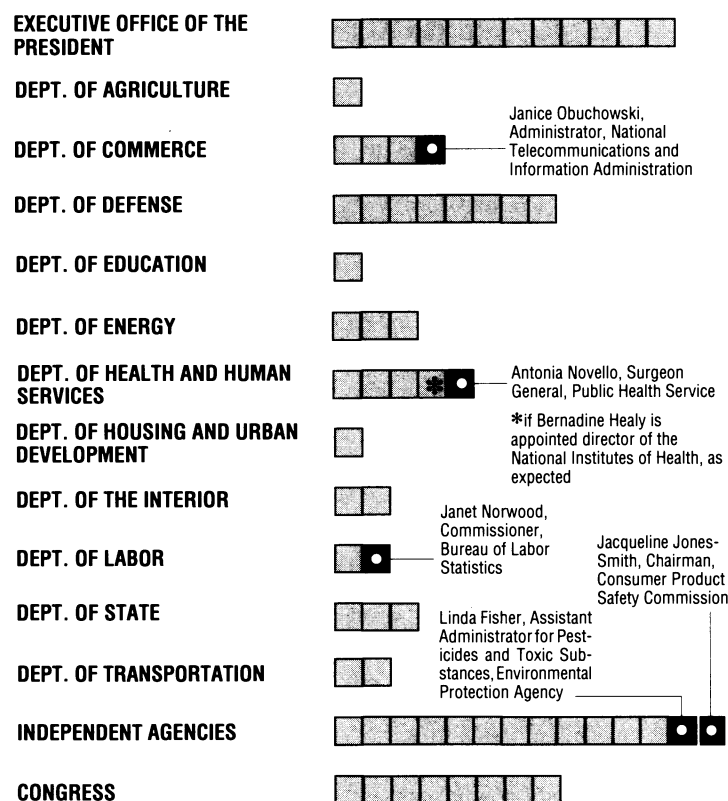 EXECUTIVE OFFICE OF THE
PRESIDENT
DEPT. OF AGRICULTURE
DEPT. OF COMMERCE
Janice Obuchowski,
Administrator, National
Telecommunications and
Information Administration
DEPT. OF DEFENSE
DEPT. OF EDUCATION
DEPT. OF ENERGY
DEPT. OF HEALTH AND HUMAN
SERVICES
*
Antonia Novello, Surgeon
General, Public Health Service
*if Bernadine Healy is
appointed director of the
National Institutes of Health, as
expected
DEPT. OF HOUSING AND URBAN
DEVELOPMENT
DEPT. OF THE INTERIOR
DEPT. OF LABOR
Janet Norwood,
Commissioner,
Bureau of Labor
Statistics
Jacqueline Jones-
Smith, Chairman,
Consumer Product
Safety Commission
DEPT. OF STATE
Linda Fisher, Assistant
Administrator for Pest-
icides and Toxic Sub-
stances, Environmental
Protection Agency
DEPT. OF TRANSPORTATION
INDEPENDENT AGENCIES
CONGRESS